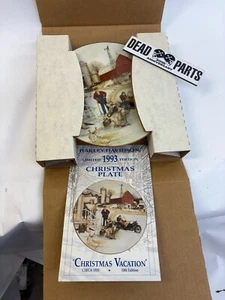 DEAD PARTS
HARLEY-DAVIDSON
LIMITED 1993 EDITION
CHRISTMAS
PLATE
"CHRISTMAS VACATION"